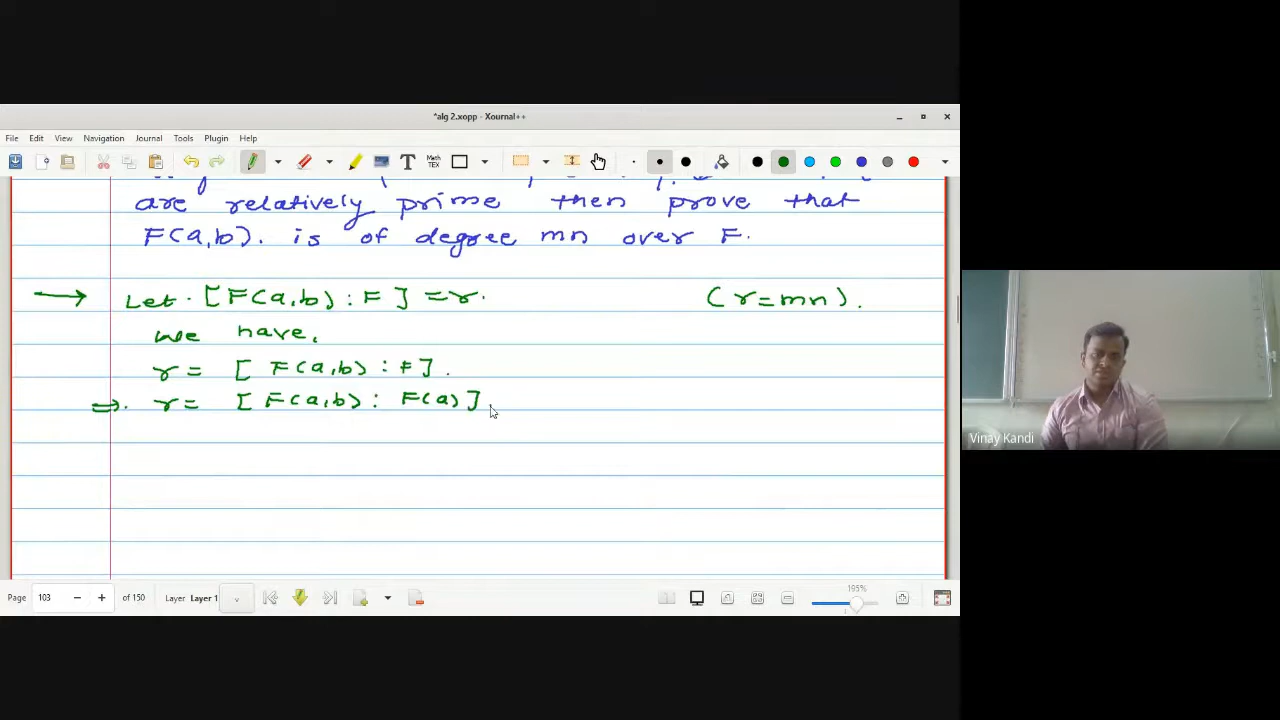 *alg 2.xopp - Xournal++
File Edit View Navigation Journal Tools Plugin Help
are relatively prime then prove that
F(a,b). is of degree mn over F.
→ Let · [F(a,b) : F ] = r. (r = mn).
we have,
r = [ F(a,b) : F ].
⇒. r = [ F(a,b) : F(a) ]
Vinay Kandi
Page 103 of 150 Layer Layer 1 195%